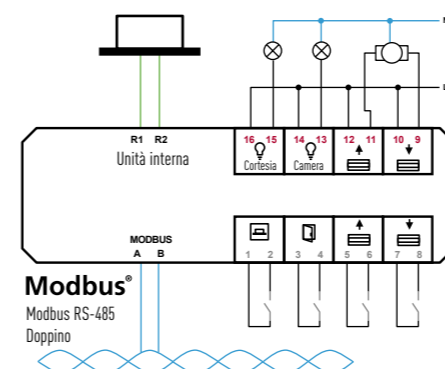 N
L
R1 R2
Unità interna
16 15
Cortesia
14 13
Camera
12 11
10 9
MODBUS
A B
1 2
3 4
5 6
7 8
Modbus®
Modbus RS-485
Doppino